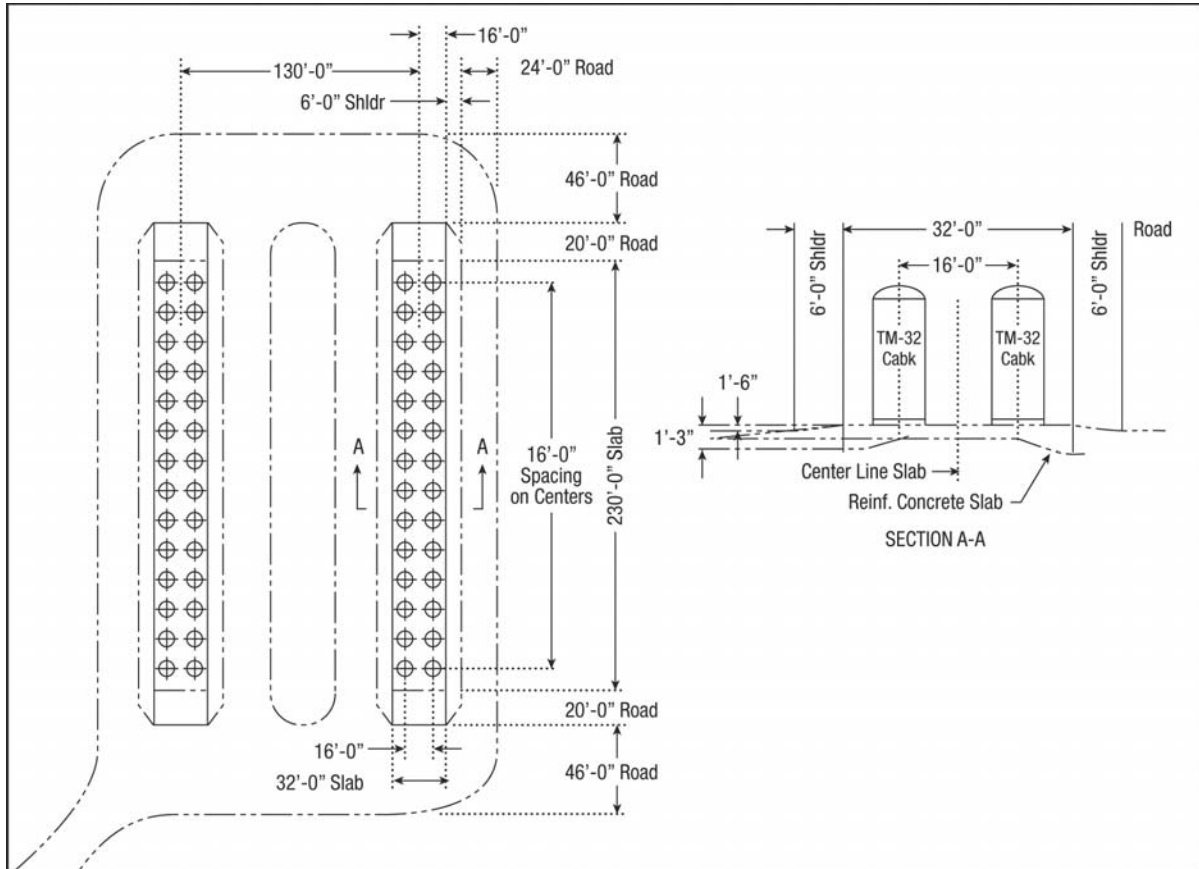 16’-0”
130’-0”
24’-0” Road
6’-0” Shldr
46’-0” Road
20’-0” Road
A
A
16’-0”
Spacing
on Centers
230’-0” Slab
20’-0” Road
16’-0”
32’-0” Slab
46’-0” Road
6’-0” Shldr
32’-0”
16’-0”
6’-0” Shldr
Road
TM-32
Cabk
TM-32
Cabk
1’-6”
1’-3”
Center Line Slab
Reinf. Concrete Slab
SECTION A-A